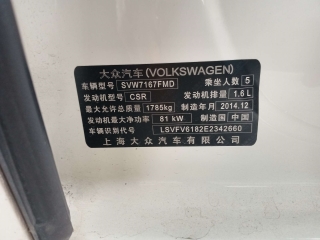 大众汽车(VOLKSWAGEN)
车辆型号 SVW7167FMD 乘坐人数 5
发动机型号 CSR 发动机排量 1.6L
最大允许总质量 1785kg 制造年月 2014.12
发动机最大净功率 81 kW 制造国 中国
车辆识别代号 LSVFV6182E2342660
上海大众汽车有限公司